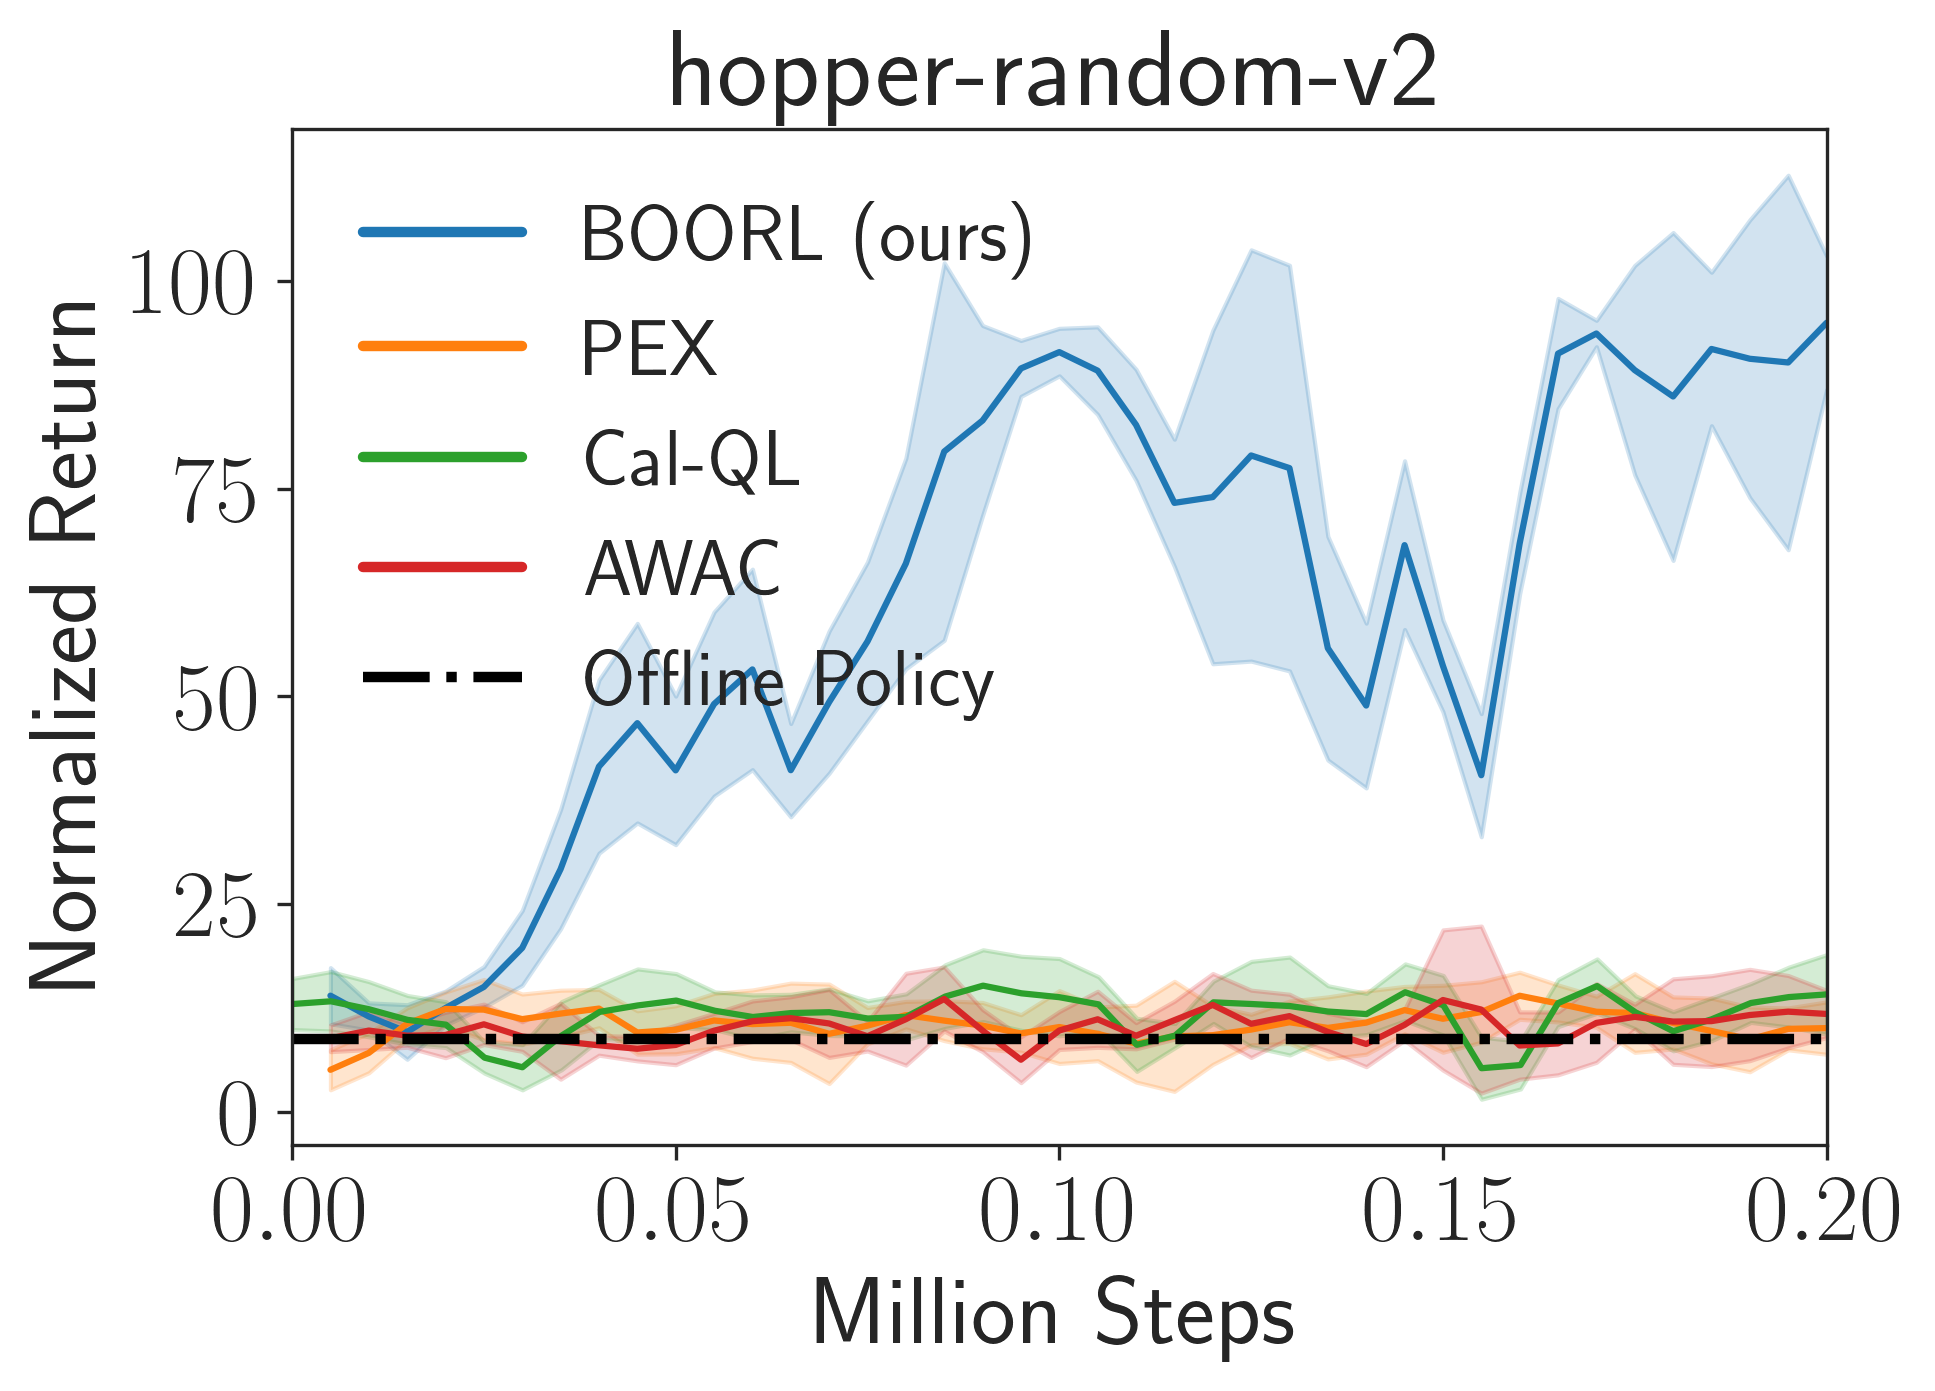 hopper-random-v2
Normalized Return
100
75
50
25
0
BOORL (ours)
PEX
Cal-QL
AWAC
Offline Policy
0.00 0.05 0.10 0.15 0.20
Million Steps